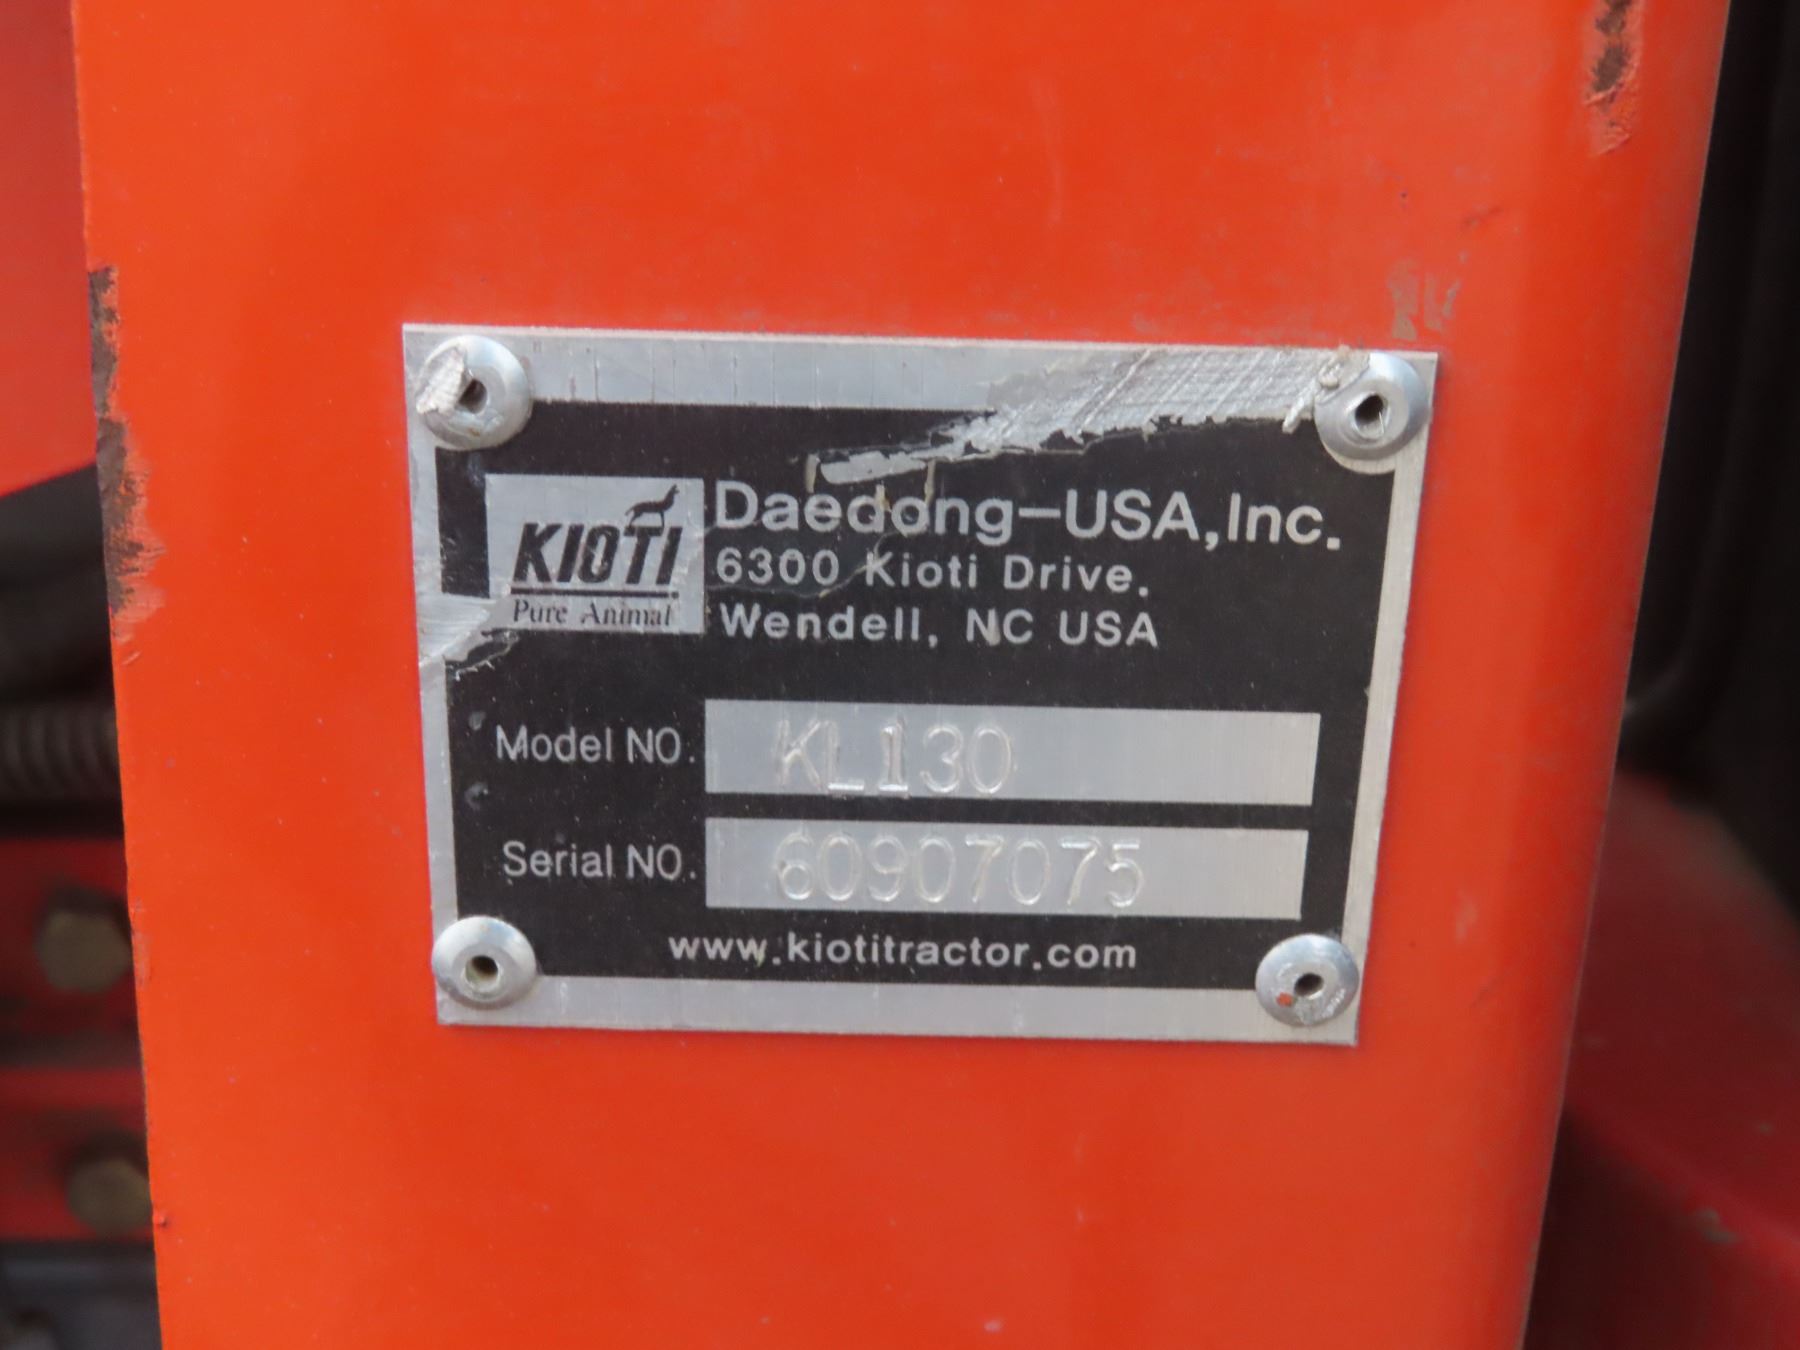 KIOTI
Pure Animal
Daedong-USA, Inc.
6300 Kioti Drive.
Wendell, NC USA
Model NO. KL130
Serial NO. 60907075
www.kiotitractor.com